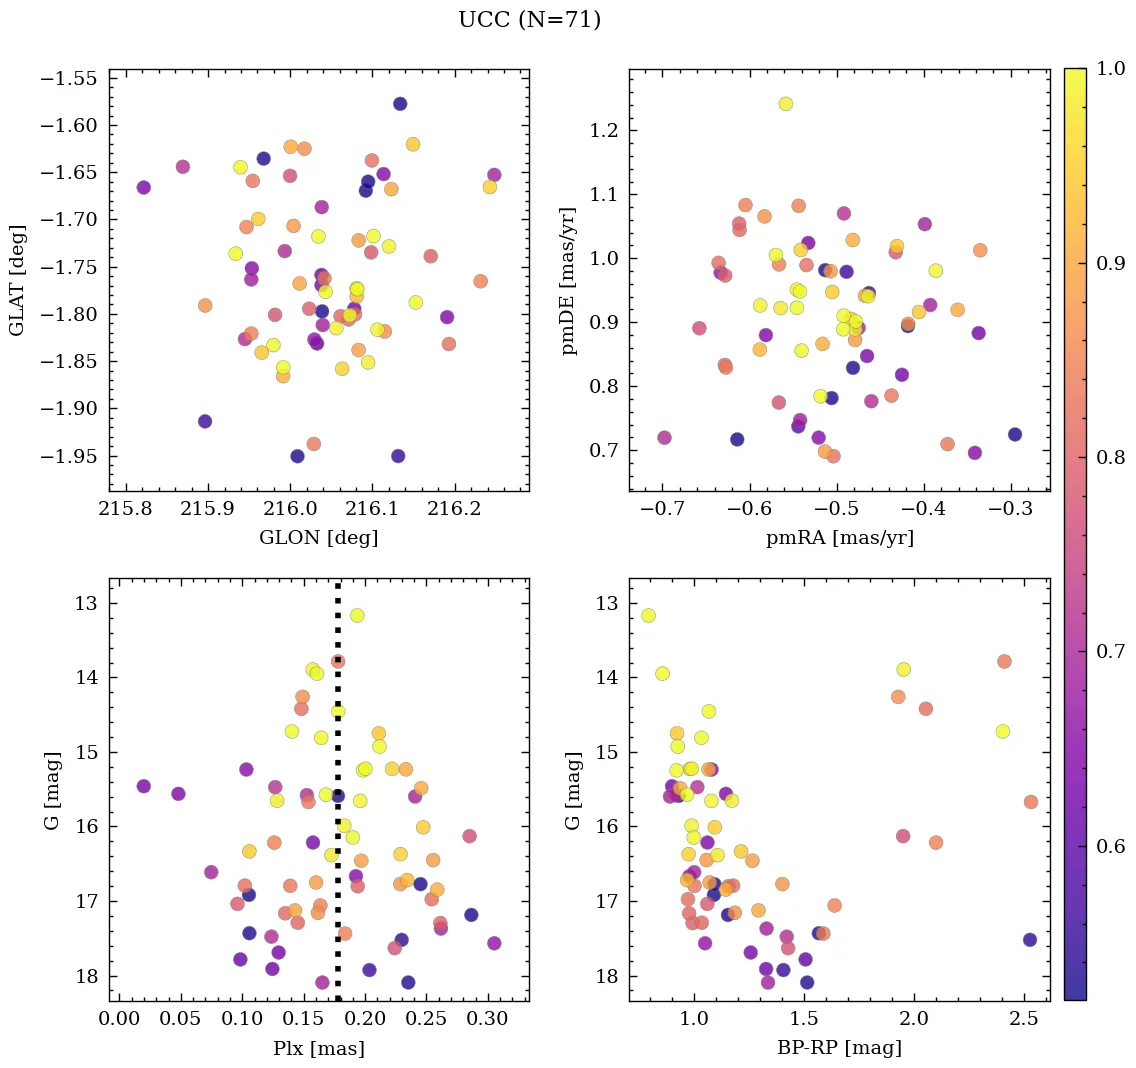 UCC (N=71)
−1.55
−1.60
−1.65
−1.70
−1.75
−1.80
−1.85
−1.90
−1.95
GLAT [deg]
215.8 215.9 216.0 216.1 216.2
GLON [deg]
1.2
1.1
1.0
0.9
0.8
0.7
pmDE [mas/yr]
−0.7 −0.6 −0.5 −0.4 −0.3
pmRA [mas/yr]
1.0
0.9
0.8
0.7
0.6
13
14
15
16
17
18
G [mag]
0.00 0.05 0.10 0.15 0.20 0.25 0.30
Plx [mas]
13
14
15
16
17
18
G [mag]
1.0 1.5 2.0 2.5
BP-RP [mag]